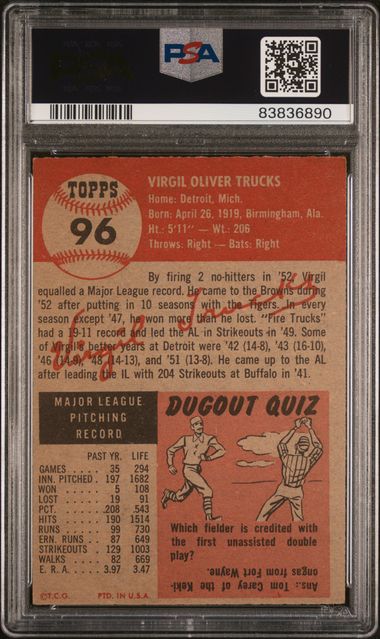 PSA
83836890
TOPPS
96
VIRGIL OLIVER TRUCKS
Home: Detroit, Mich.
Born: April 26, 1919, Birmingham, Ala.
Ht.: 5'11" — Wt.: 206
Throws: Right — Bats: Right
By firing 2 no-hitters in '52, Virgil
equalled a Major League record. He came to the Browns during
'52 after putting in 10 seasons with the Tigers. In every
season except '47, he won more than he lost. "Fire Trucks"
had a 19-11 record and led the AL in Strikeouts in '49. Some
of Virgil's better years at Detroit were '42 (14-8), '43 (16-10),
'46 (14-9), '48 (14-13), and '51 (13-8). He came up to the AL
after leading the IL with 204 Strikeouts at Buffalo in '41.
Virgil Trucks
MAJOR LEAGUE
PITCHING
RECORD
PAST YR. LIFE
GAMES 35 294
INN. PITCHED 197 1682
WON 5 108
LOST 19 91
PCT. .208 .543
HITS 190 1514
RUNS 99 730
ERN. RUNS 87 649
STRIKEOUTS 129 1003
WALKS 82 669
E.R.A. 3.97 3.47
©T.C.G. PTD. IN U.S.A.
DUGOUT QUIZ
Which fielder is credited with
the first unassisted double
play?
Ans.: Tom Carey of the Keki-
ongas from Fort Wayne.